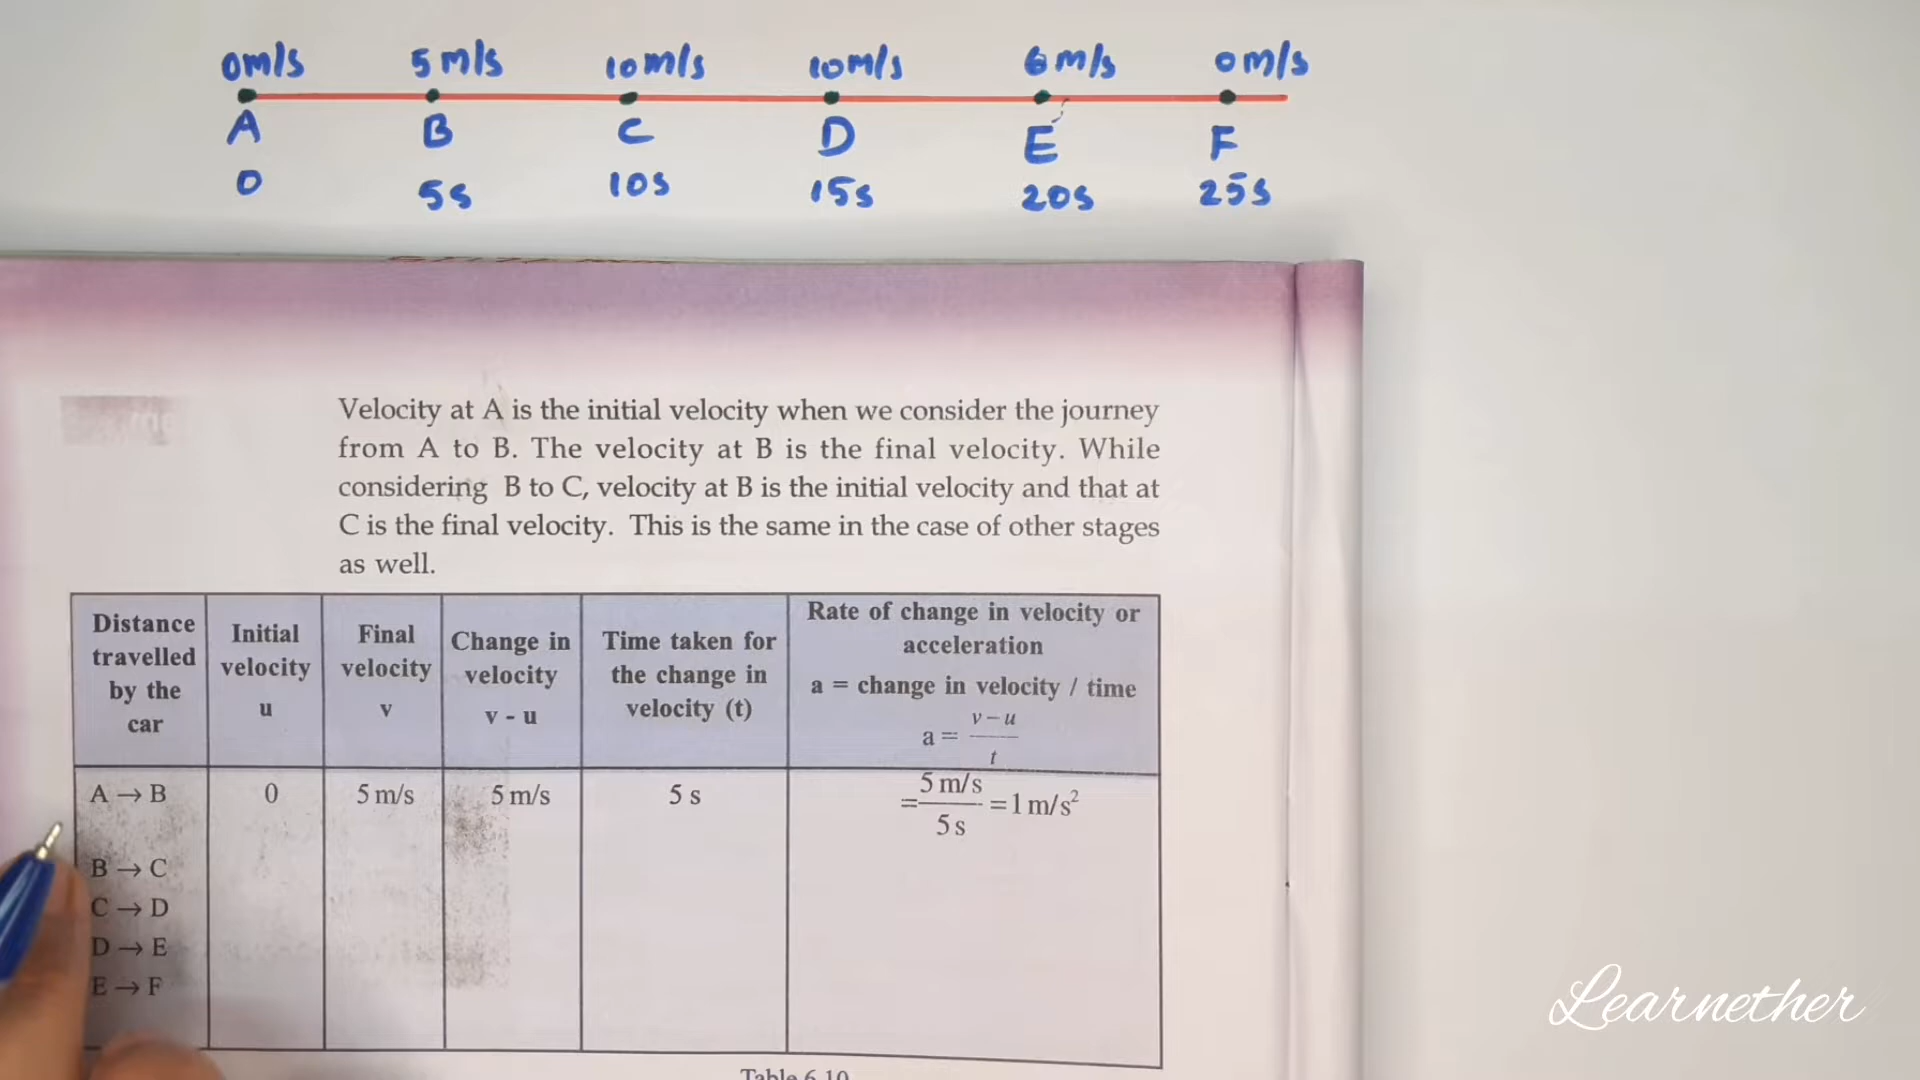 0m/s 5m/s 10m/s 10m/s 6m/s 0m/s
A B C D E F
0 5s 10s 15s 20s 25s
Velocity at A is the initial velocity when we consider the journey
from A to B. The velocity at B is the final velocity. While
considering B to C, velocity at B is the initial velocity and that at
C is the final velocity. This is the same in the case of other stages
as well.
Distance
travelled
by the
car
Initial
velocity
u
Final
velocity
v
Change in
velocity
v - u
Time taken for
the change in
velocity (t)
Rate of change in velocity or
acceleration
a = change in velocity / time
a = v – u / t
A → B 0 5 m/s 5 m/s 5 s = 5 m/s / 5 s = 1 m/s²
B → C
C → D
D → E
E → F
Table 6.10
Learnether